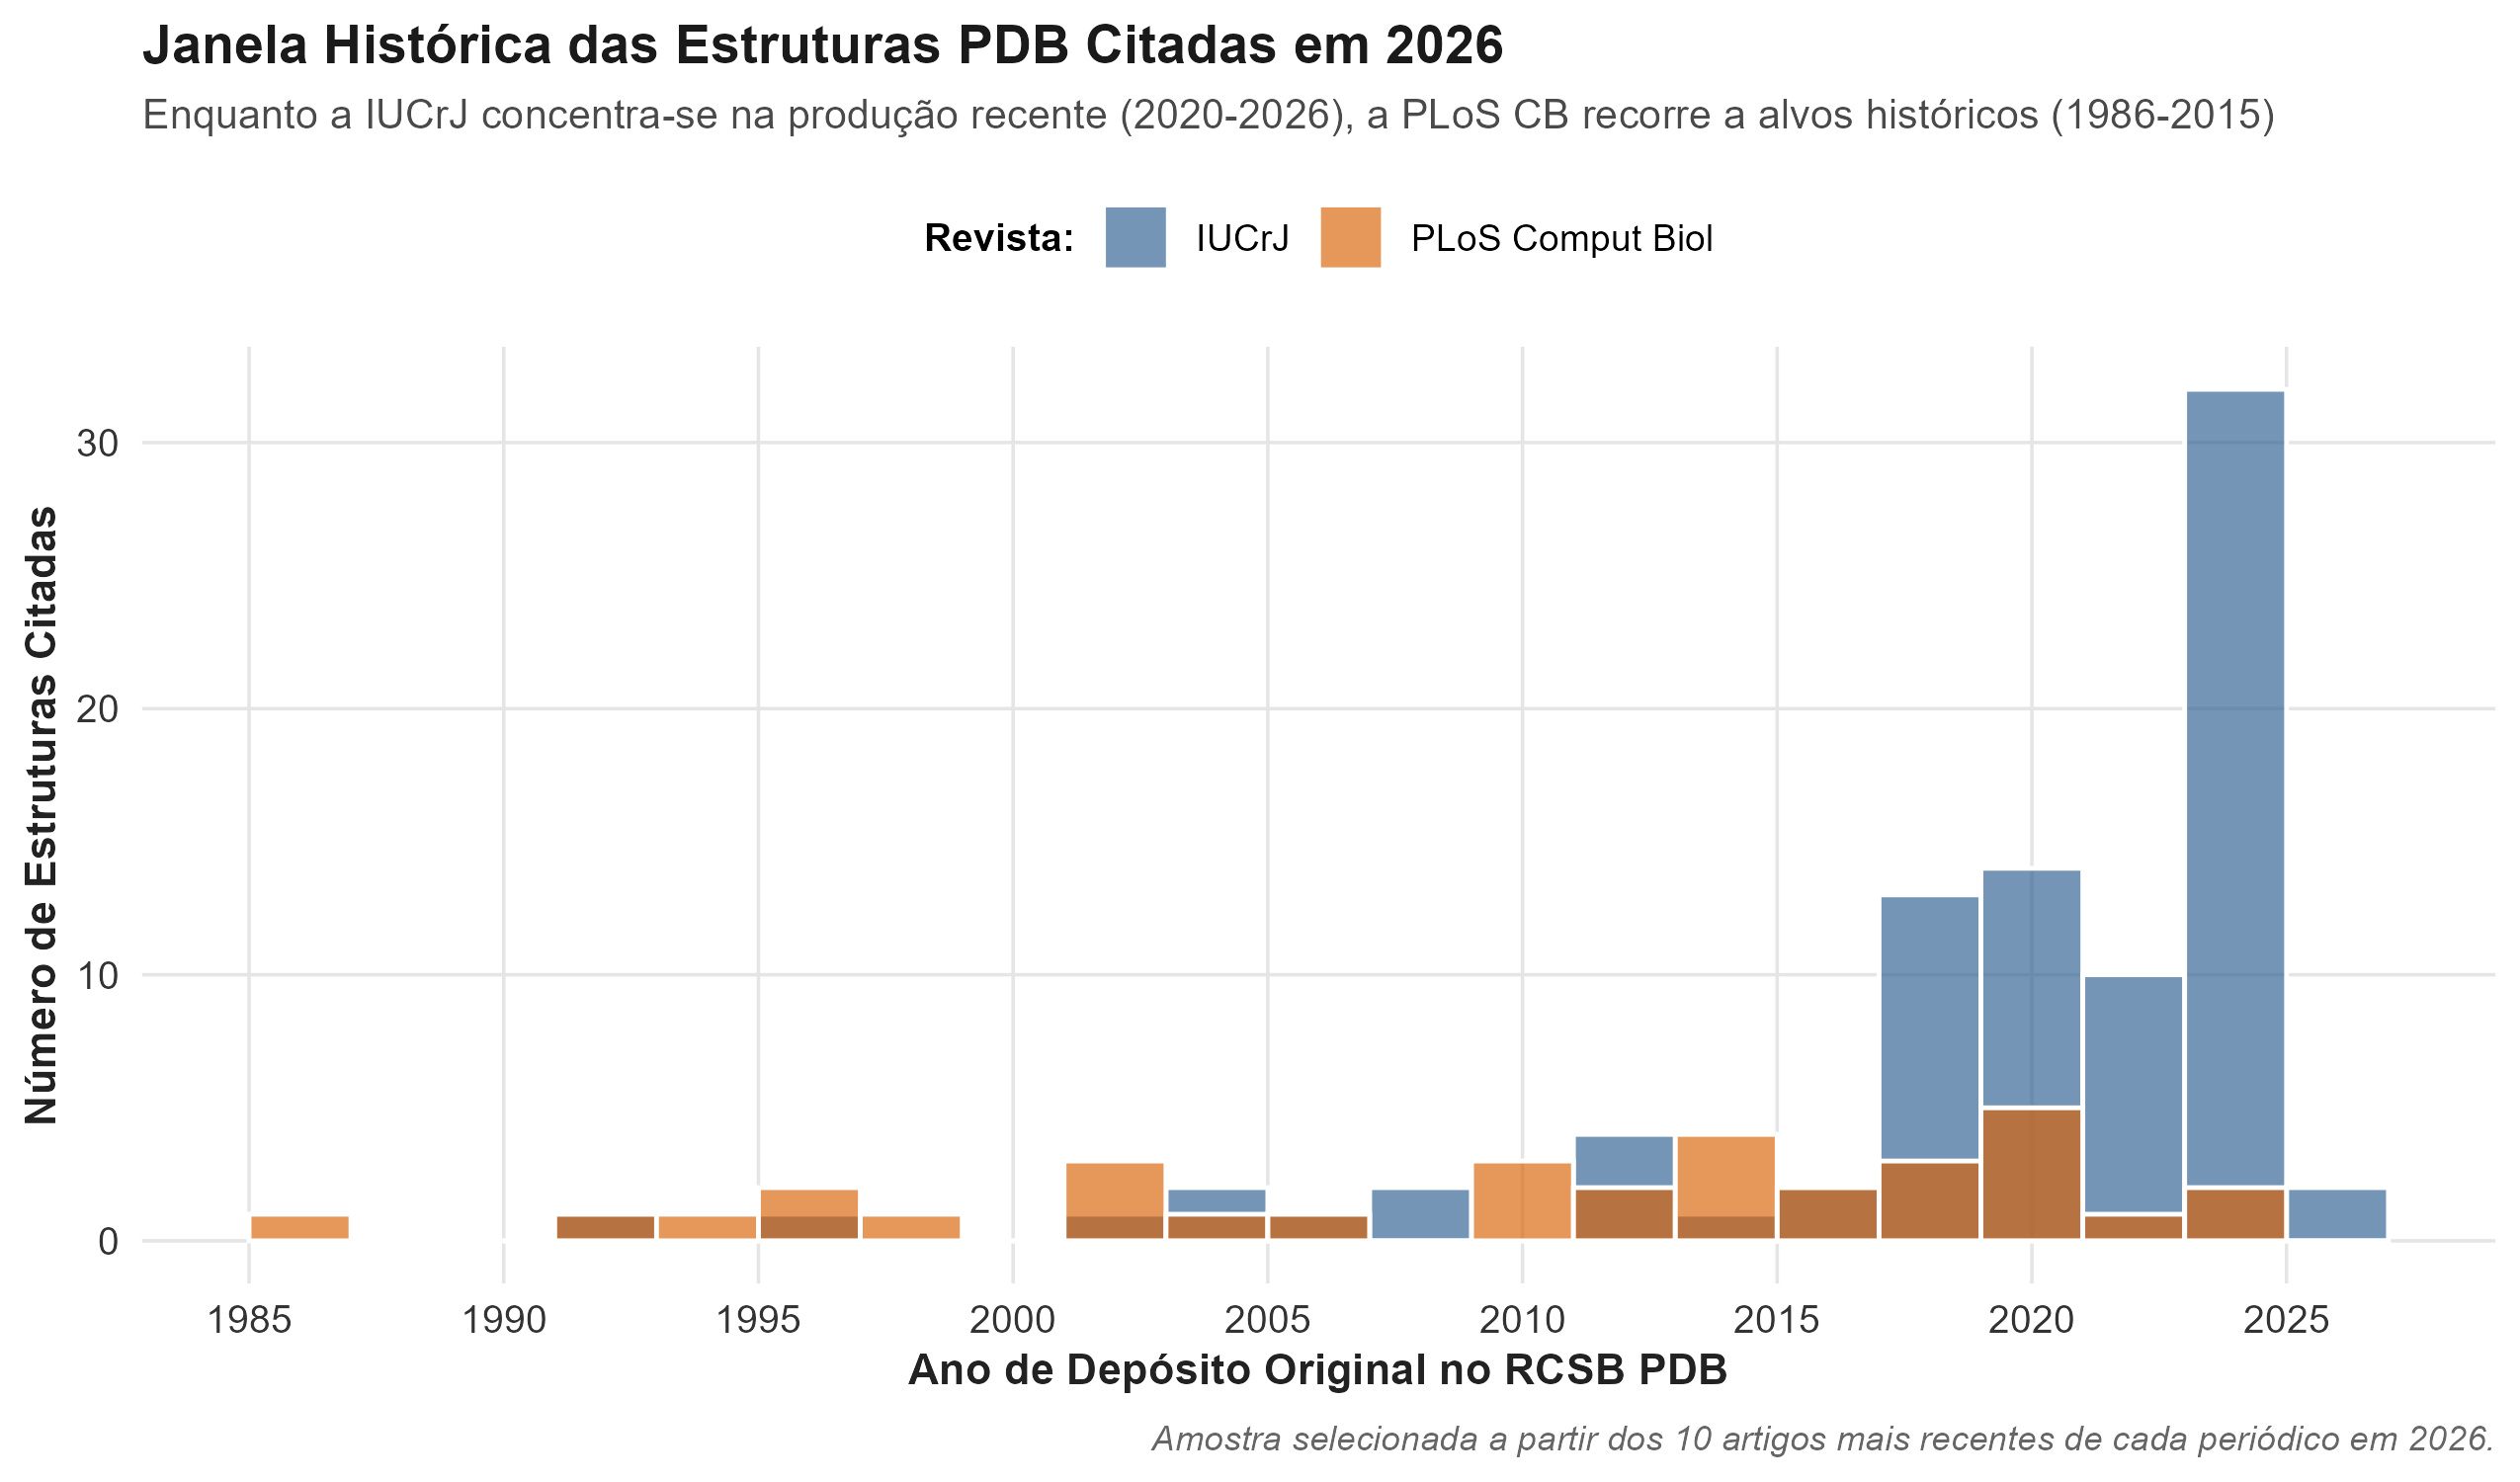 Janela Histórica das Estruturas PDB Citadas em 2026
Enquanto a IUCrJ concentra-se na produção recente (2020-2026), a PLoS CB recorre a alvos históricos (1986-2015)
Revista: IUCrJ PLoS Comput Biol
Número de Estruturas Citadas
30
20
10
0
1985 1990 1995 2000 2005 2010 2015 2020 2025
Ano de Depósito Original no RCSB PDB
Amostra selecionada a partir dos 10 artigos mais recentes de cada periódico em 2026.